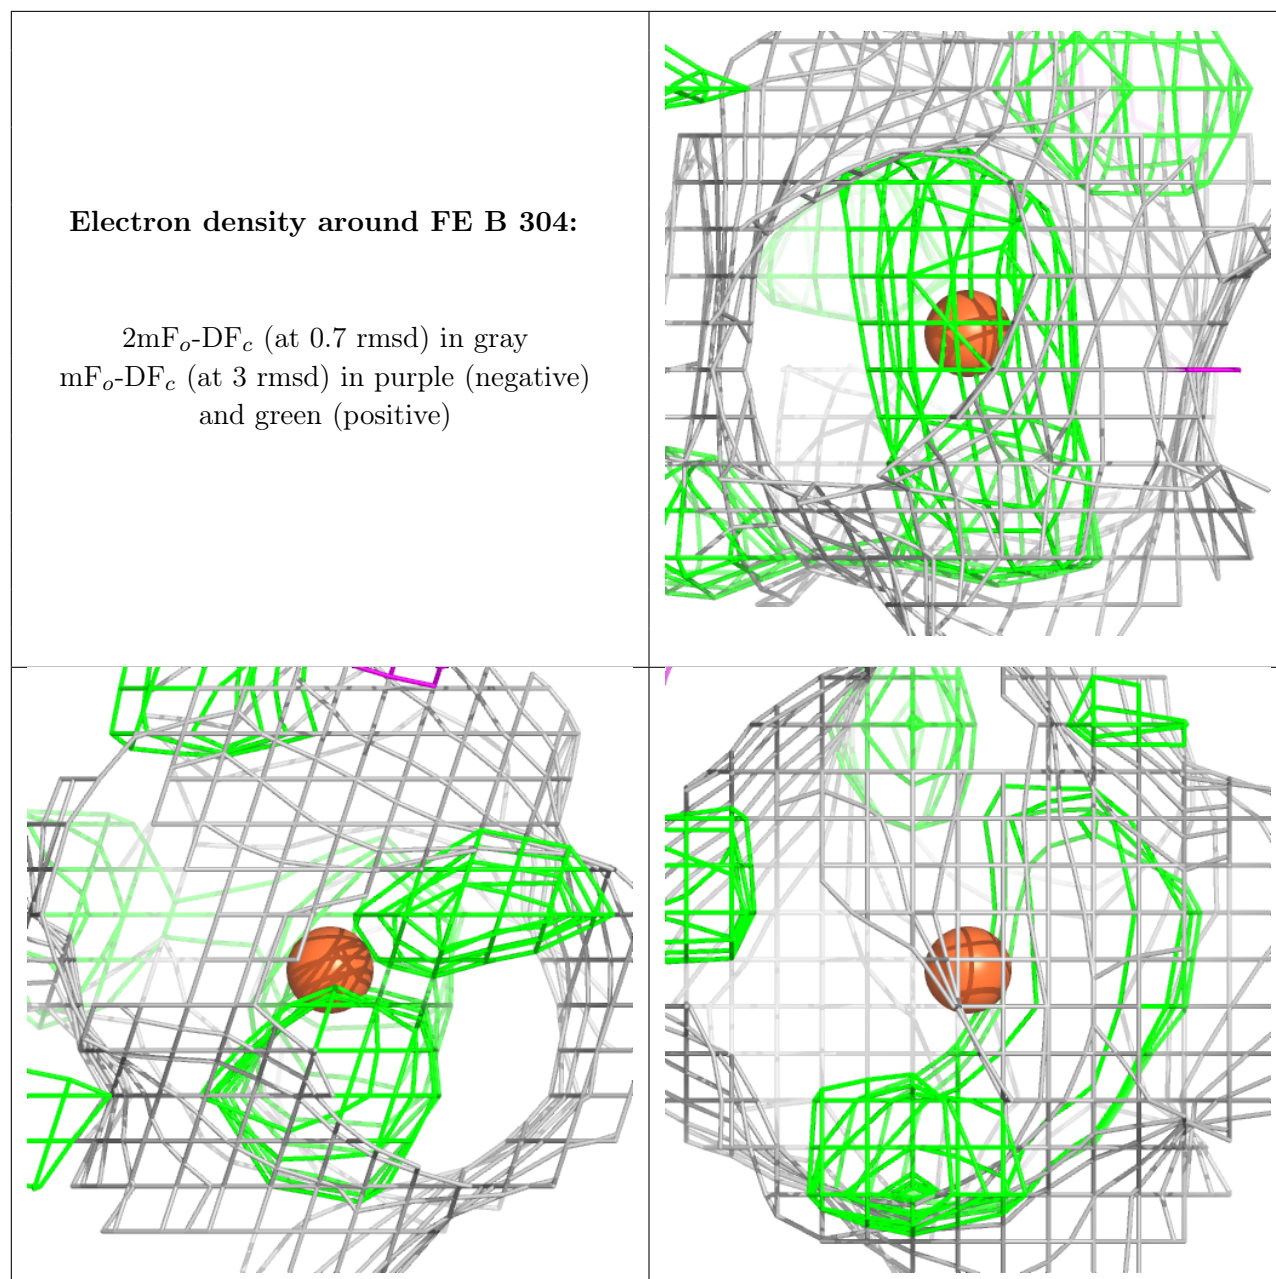 Electron density around FE B 304:
2mFo-DFc (at 0.7 rmsd) in gray
mFo-DFc (at 3 rmsd) in purple (negative)
and green (positive)